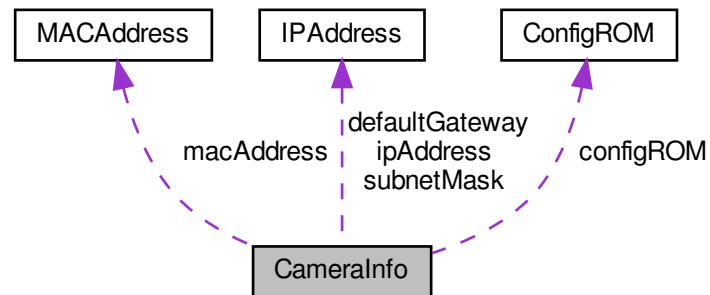 MACAddress
IPAddress
ConfigROM
macAddress
defaultGateway
ipAddress
subnetMask
configROM
CameraInfo